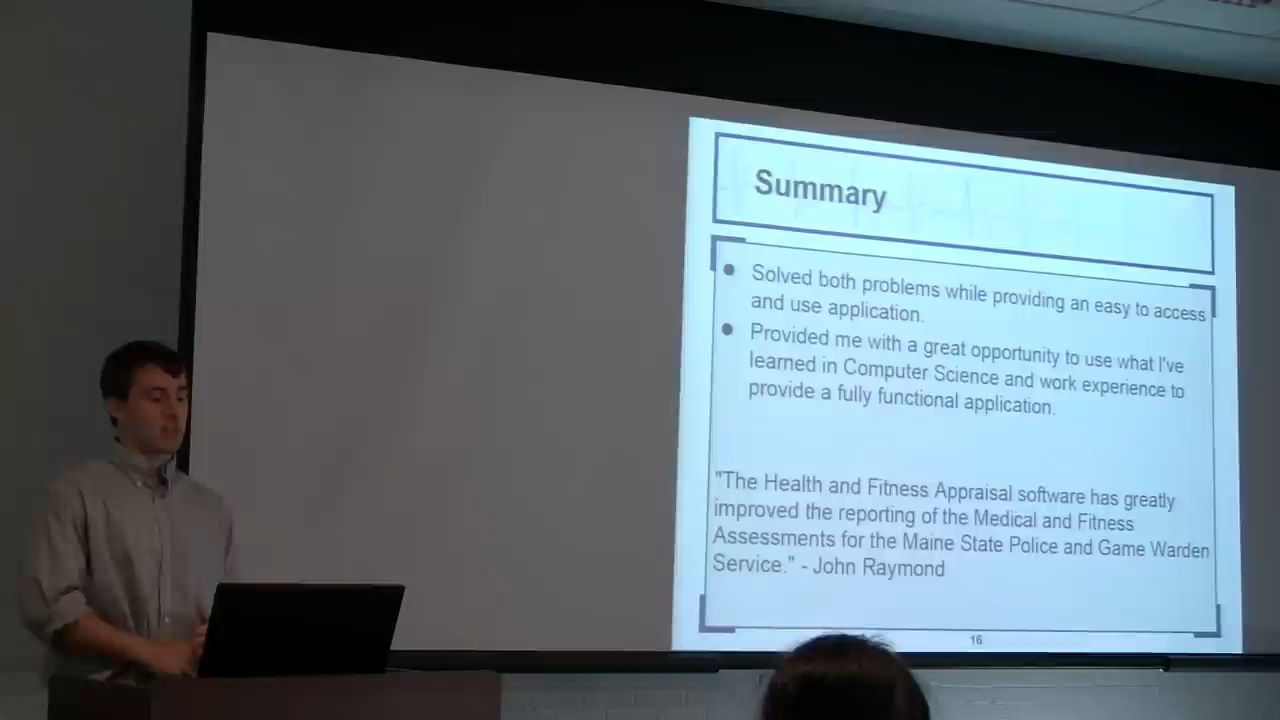 Summary
Solved both problems while providing an easy to access
and use application.
Provided me with a great opportunity to use what I've
learned in Computer Science and work experience to
provide a fully functional application.
"The Health and Fitness Appraisal software has greatly
improved the reporting of the Medical and Fitness
Assessments for the Maine State Police and Game Warden
Service." - John Raymond
16